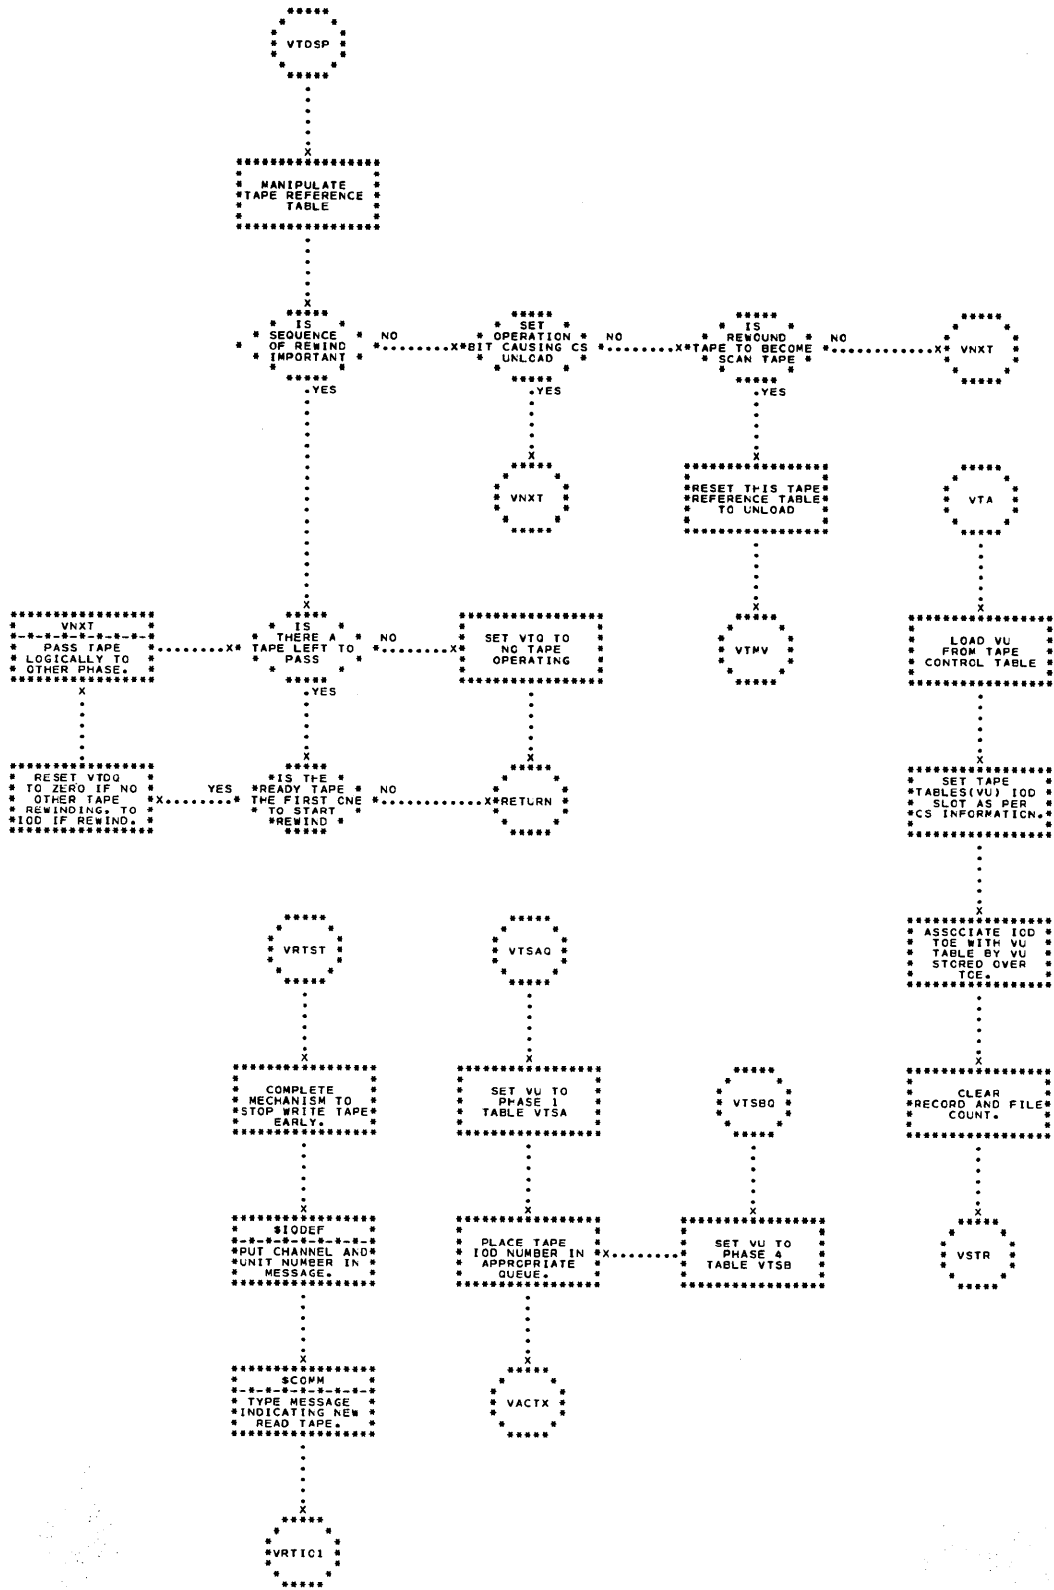 VTDSP
MANIPULATE
TAPE REFERENCE
TABLE
IS
SEQUENCE
OF REWIND
IMPORTANT
NO
YES
SET
OPERATION
BIT CAUSING CS
UNLOAD
NO
YES
IS
REWOUND
TAPE TO BECOME
SCAN TAPE
NO
YES
VNXT
VNXT
RESET THIS TAPE
REFERENCE TABLE
TO UNLOAD
VTA
VNXT
PASS TAPE
LOGICALLY TO
OTHER PHASE.
IS
THERE A
TAPE LEFT TO
PASS
NO
YES
SET VTQ TO
NO TAPE
OPERATING
VTMV
LOAD VU
FROM TAPE
CONTROL TABLE
RESET VTDQ
TO ZERO IF NO
OTHER TAPE
REWINDING. TO
IOD IF REWIND.
YES
IS THE
READY TAPE
THE FIRST ONE
TO START
REWIND
NO
RETURN
SET TAPE
TABLES(VU) IOD
SLOT AS PER
CS INFORMATION.
VRTST
VTSAQ
ASSOCIATE IOD
TOE WITH VU
TABLE BY VU
STORED OVER
TOE.
COMPLETE
MECHANISM TO
STOP WRITE TAPE
EARLY.
SET VU TO
PHASE 1
TABLE VTSA
VTSBQ
CLEAR
RECORD AND FILE
COUNT.
$IODEF
PUT CHANNEL AND
UNIT NUMBER IN
MESSAGE.
PLACE TAPE
IOD NUMBER IN
APPROPRIATE
QUEUE.
SET VU TO
PHASE 4
TABLE VTSB
VSTR
$COMM
TYPE MESSAGE
INDICATING NEW
READ TAPE.
VACTX
VRTIC1